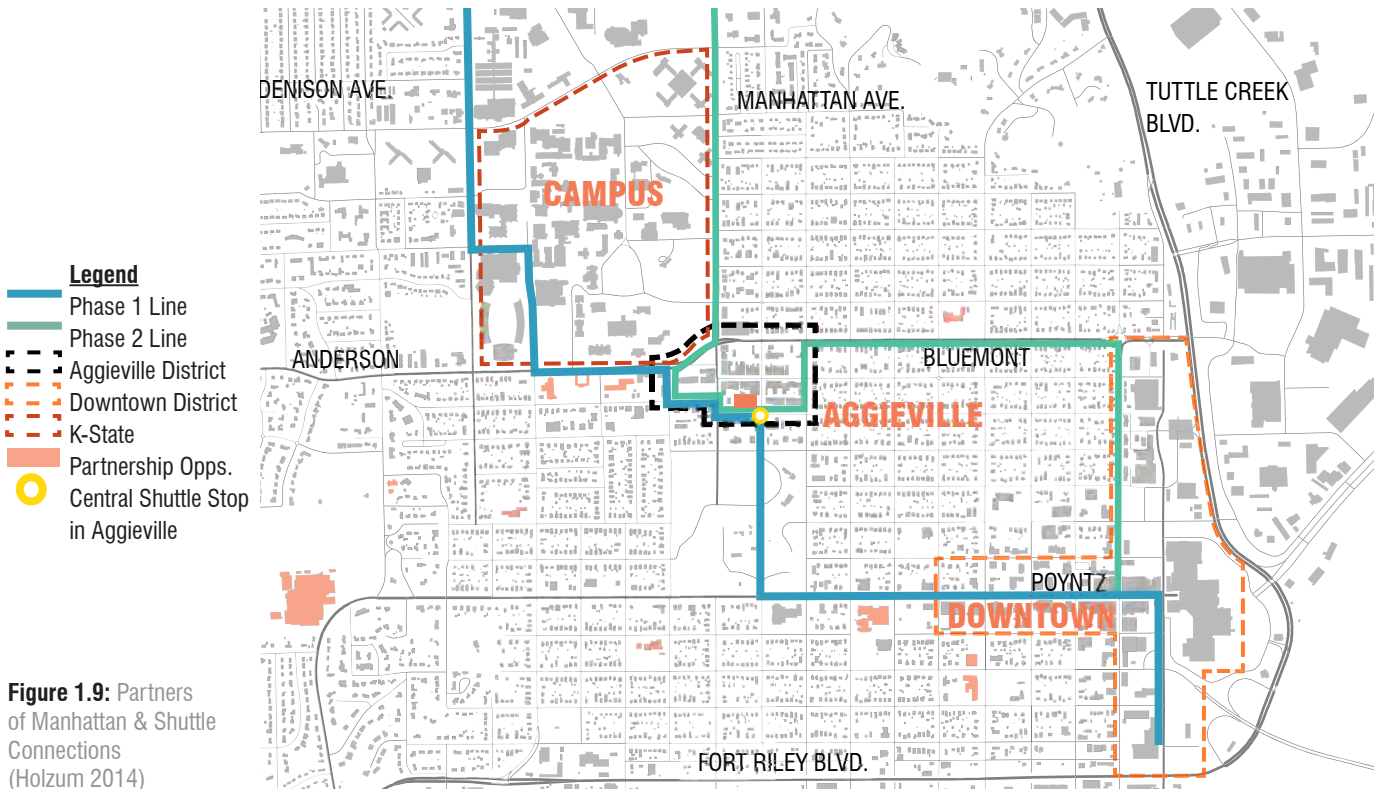 DENISON AVE.
MANHATTAN AVE.
TUTTLE CREEK
BLVD.
CAMPUS
Legend
Phase 1 Line
Phase 2 Line
Aggieville District
Downtown District
K-State
Partnership Opps.
Central Shuttle Stop
in Aggieville
ANDERSON
BLUEMONT
AGGIEVILLE
POYNTZ
DOWNTOWN
FORT RILEY BLVD.
Figure 1.9: Partners
of Manhattan & Shuttle
Connections
(Holzum 2014)